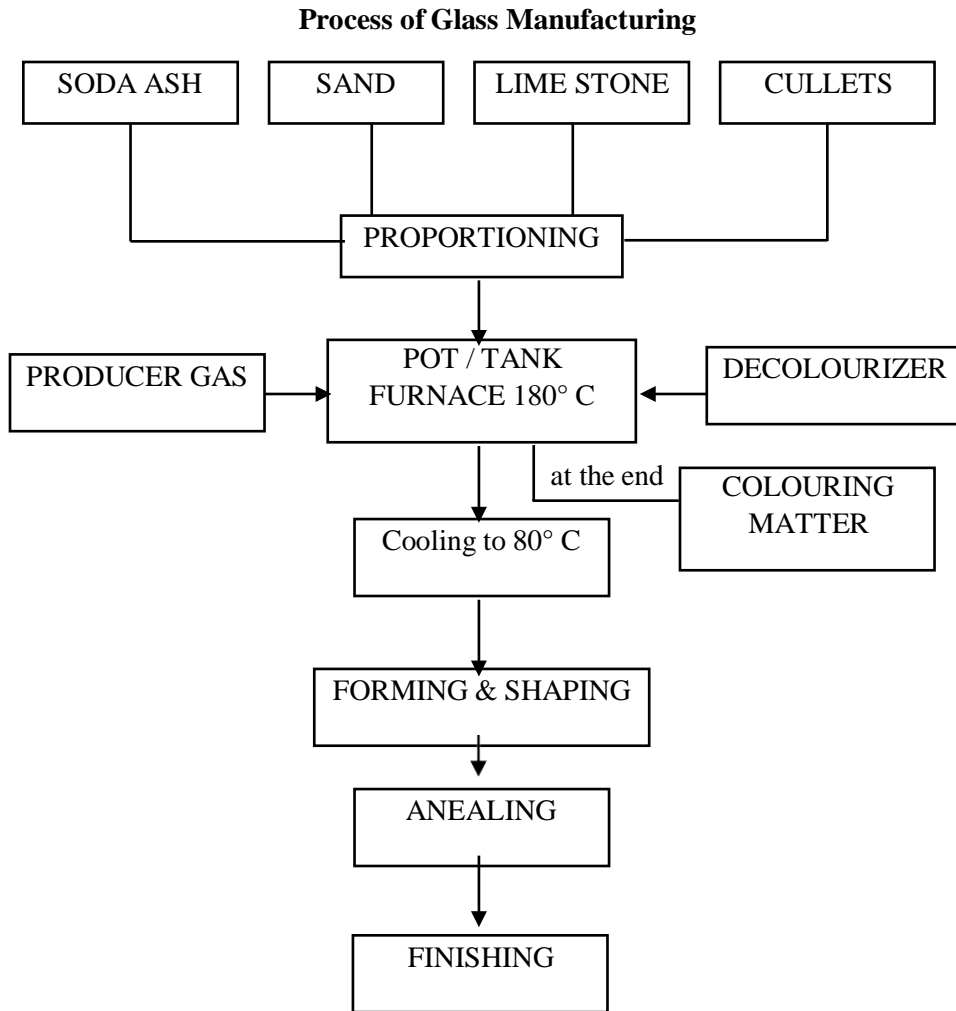 Process of Glass Manufacturing
SODA ASH
SAND
LIME STONE
CULLETS
PROPORTIONING
PRODUCER GAS
POT / TANK
FURNACE 180° C
DECOLOURIZER
at the end
COLOURING
MATTER
Cooling to 80° C
FORMING & SHAPING
ANEALING
FINISHING